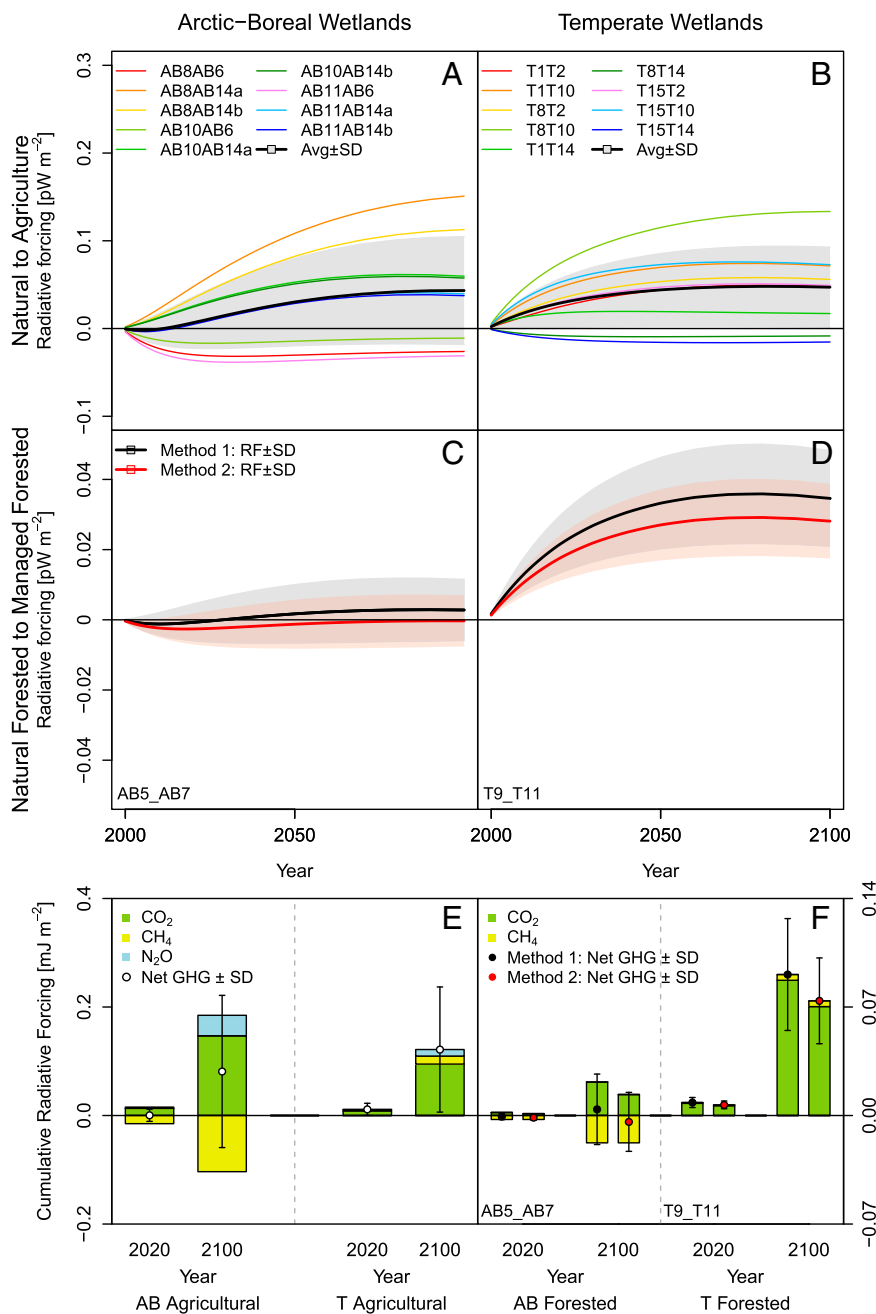 Arctic−Boreal Wetlands
Temperate Wetlands
Natural to Agriculture
Radiative forcing [pW m−2]
0.3
0.2
0.1
0.0
−0.1
A
AB8AB6
AB8AB14a
AB8AB14b
AB10AB6
AB10AB14a
AB10AB14b
AB11AB6
AB11AB14a
AB11AB14b
Avg±SD
B
T1T2
T1T10
T8T2
T8T10
T1T14
T8T14
T15T2
T15T10
T15T14
Avg±SD
Natural Forested to Managed Forested
Radiative forcing [pW m−2]
0.04
0.02
0
−0.02
−0.04
C
Method 1: RF±SD
Method 2: RF±SD
AB5_AB7
D
T9_T11
2000
2050
2000
2050
2100
Year
Year
Cumulative Radiative Forcing [mJ m−2]
0.4
0.2
0.0
−0.2
E
CO2
CH4
N2O
Net GHG ± SD
F
CO2
CH4
Method 1: Net GHG ± SD
Method 2: Net GHG ± SD
AB5_AB7
T9_T11
0.14
0.07
0.00
−0.07
2020
2100
2020
2100
2020
2100
2020
2100
Year
Year
Year
Year
AB Agricultural
T Agricultural
AB Forested
T Forested